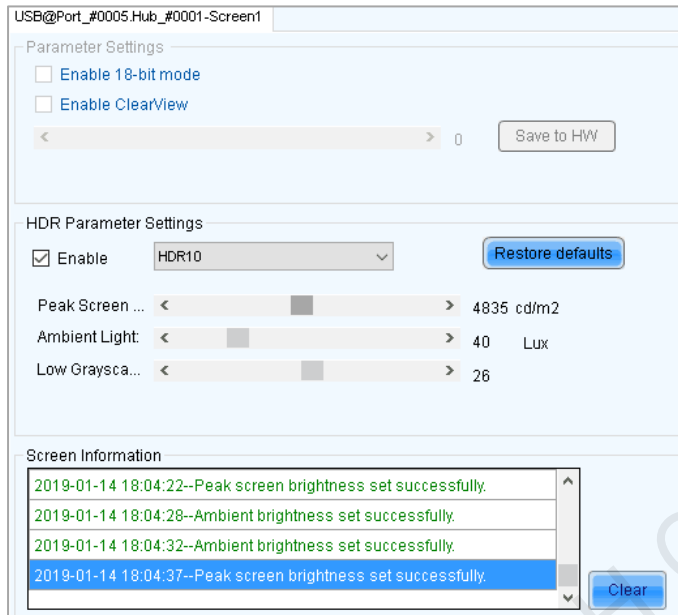 USB@Port_#0005.Hub_#0001-Screen1
Parameter Settings
Enable 18-bit mode
Enable ClearView
0
Save to HW
HDR Parameter Settings
Enable
HDR10
Restore defaults
Peak Screen ...
4835 cd/m2
Ambient Light:
40 Lux
Low Graysca...
26
Screen Information
2019-01-14 18:04:22--Peak screen brightness set successfully.
2019-01-14 18:04:28--Ambient brightness set successfully.
2019-01-14 18:04:32--Ambient brightness set successfully.
2019-01-14 18:04:37--Peak screen brightness set successfully.
Clear